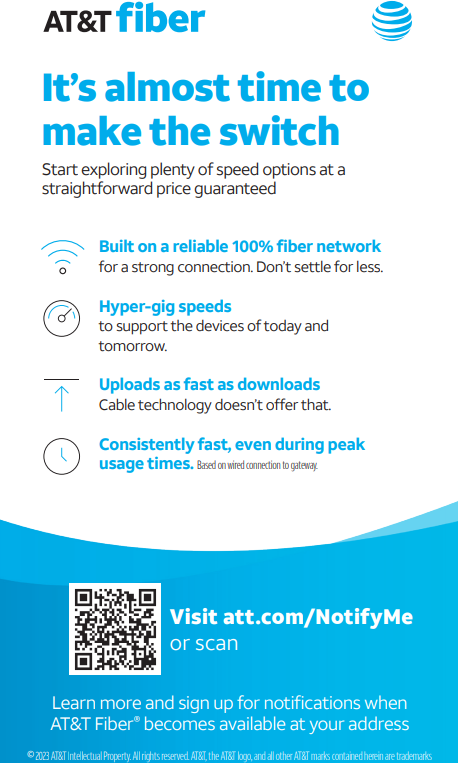 AT&T fiber
It’s almost time to
make the switch
Start exploring plenty of speed options at a
straightforward price guaranteed
Built on a reliable 100% fiber network
for a strong connection. Don’t settle for less.
Hyper-gig speeds
to support the devices of today and
tomorrow.
Uploads as fast as downloads
Cable technology doesn’t offer that.
Consistently fast, even during peak
usage times. Based on wired connection to gateway.
Visit att.com/NotifyMe
or scan
Learn more and sign up for notifications when
AT&T Fiber® becomes available at your address
© 2023 AT&T Intellectual Property. All rights reserved. AT&T, the AT&T logo, and all other AT&T marks contained herein are trademarks